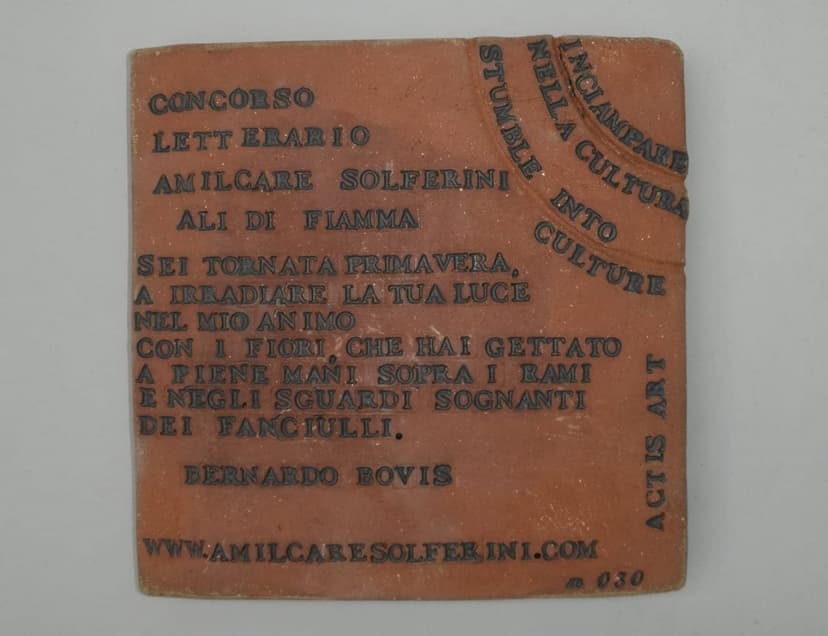 CONCORSO
LETTERARIO
AMILCARE SOLFERINI
ALI DI FIAMMA
SEI TORNATA PRIMAVERA,
A IRRADIARE LA TUA LUCE
NEL MIO ANIMO
CON I FIORI, CHE HAI GETTATO
A PIENE MANI SOPRA I RAMI
E NEGLI SGUARDI SOGNANTI
DEI FANCIULLI.
BERNARDO BOVIS
WWW.AMILCARESOLFERINI.COM
INCIAMPARE
NELLA CULTURA
STUMBLE INTO
CULTURE
ACTIS ART
030